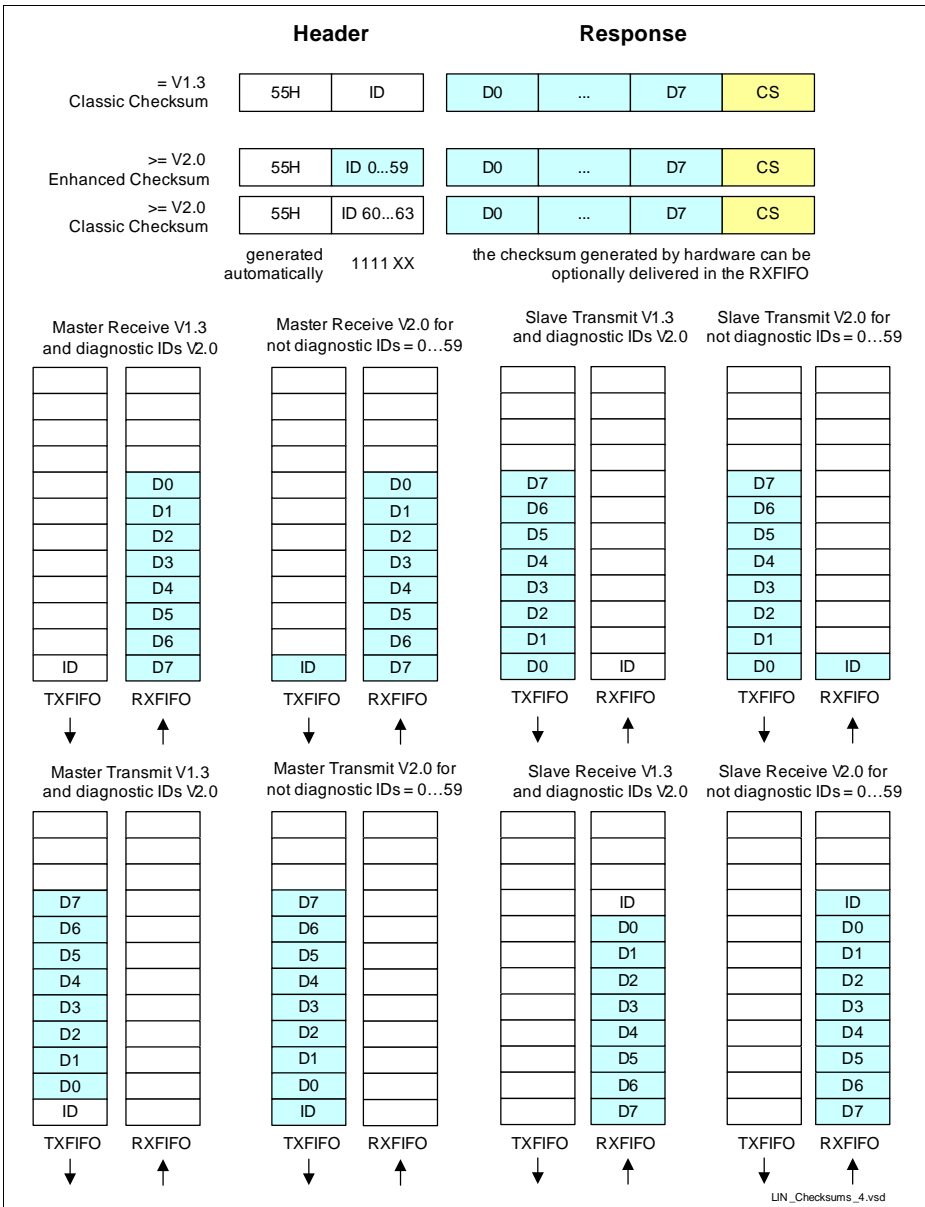 Header Response
= V1.3
Classic Checksum
55H ID D0 ... D7 CS
>= V2.0
Enhanced Checksum
55H ID 0...59 D0 ... D7 CS
>= V2.0
Classic Checksum
55H ID 60...63 D0 ... D7 CS
generated
automatically
1111 XX
the checksum generated by hardware can be
optionally delivered in the RXFIFO
Master Receive V1.3
and diagnostic IDs V2.0
D0
D1
D2
D3
D4
D5
D6
ID D7
TXFIFO RXFIFO
Master Receive V2.0 for
not diagnostic IDs = 0...59
D0
D1
D2
D3
D4
D5
D6
ID D7
TXFIFO RXFIFO
Slave Transmit V1.3
and diagnostic IDs V2.0
D7
D6
D5
D4
D3
D2
D1
D0 ID
TXFIFO RXFIFO
Slave Transmit V2.0 for
not diagnostic IDs = 0...59
D7
D6
D5
D4
D3
D2
D1
D0 ID
TXFIFO RXFIFO
Master Transmit V1.3
and diagnostic IDs V2.0
D7
D6
D5
D4
D3
D2
D1
D0
ID
TXFIFO RXFIFO
Master Transmit V2.0 for
not diagnostic IDs = 0...59
D7
D6
D5
D4
D3
D2
D1
D0
ID
TXFIFO RXFIFO
Slave Receive V1.3
and diagnostic IDs V2.0
ID
D0
D1
D2
D3
D4
D5
D6
D7
TXFIFO RXFIFO
Slave Receive V2.0 for
not diagnostic IDs = 0...59
ID
D0
D1
D2
D3
D4
D5
D6
D7
TXFIFO RXFIFO
LIN_Checksums_4.vsd